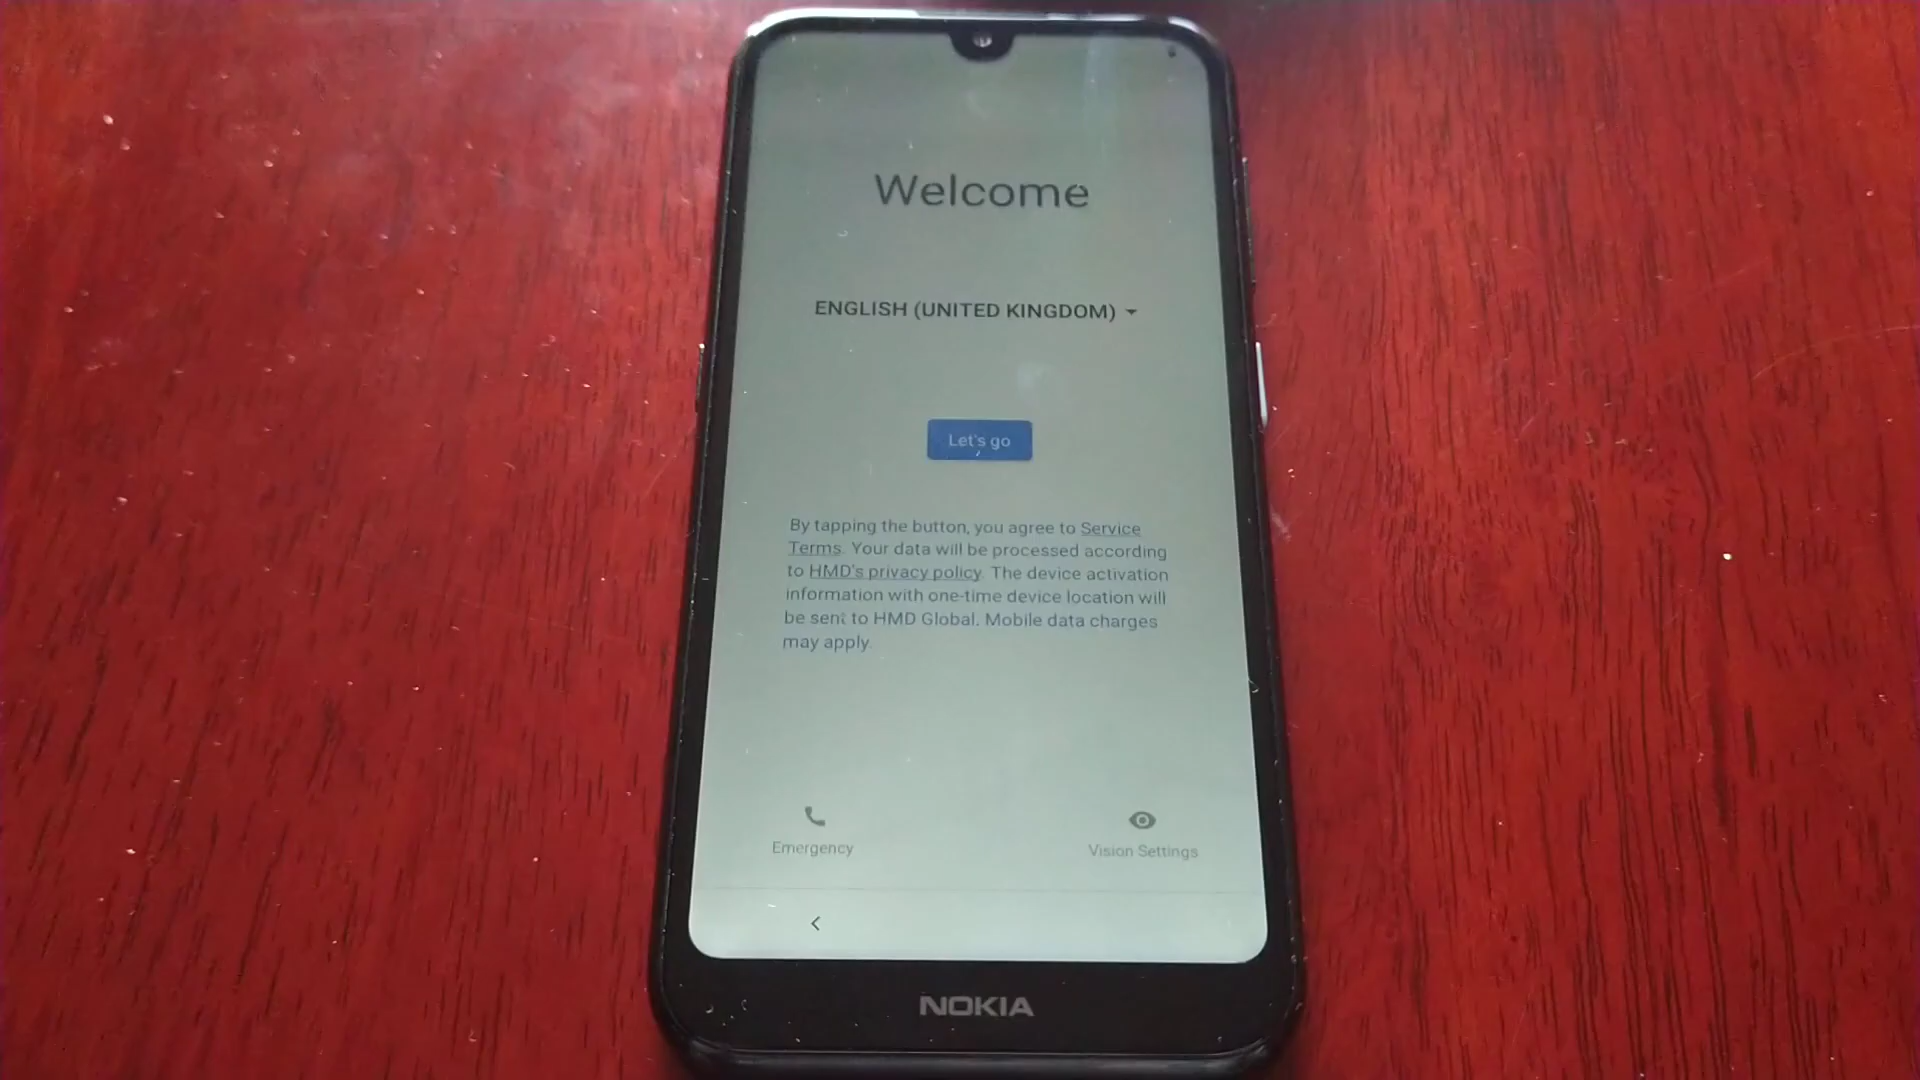 Welcome
ENGLISH (UNITED KINGDOM)
Let's go
By tapping the button, you agree to Service
Terms. Your data will be processed according
to HMD's privacy policy. The device activation
information with one-time device location will
be sent to HMD Global. Mobile data charges
may apply.
Emergency
Vision Settings
NOKIA